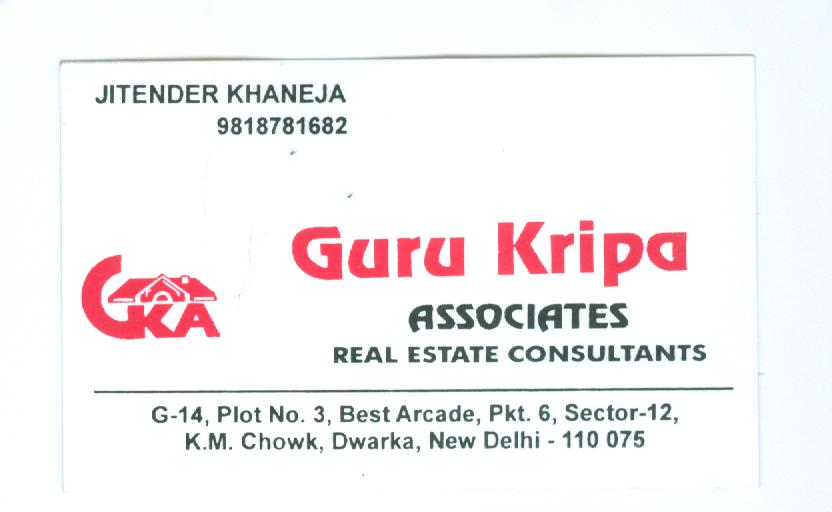 JITENDER KHANEJA
9818781682
Guru Kripa
GKA
ASSOCIATES
REAL ESTATE CONSULTANTS
G-14, Plot No. 3, Best Arcade, Pkt. 6, Sector-12,
K.M. Chowk, Dwarka, New Delhi - 110 075